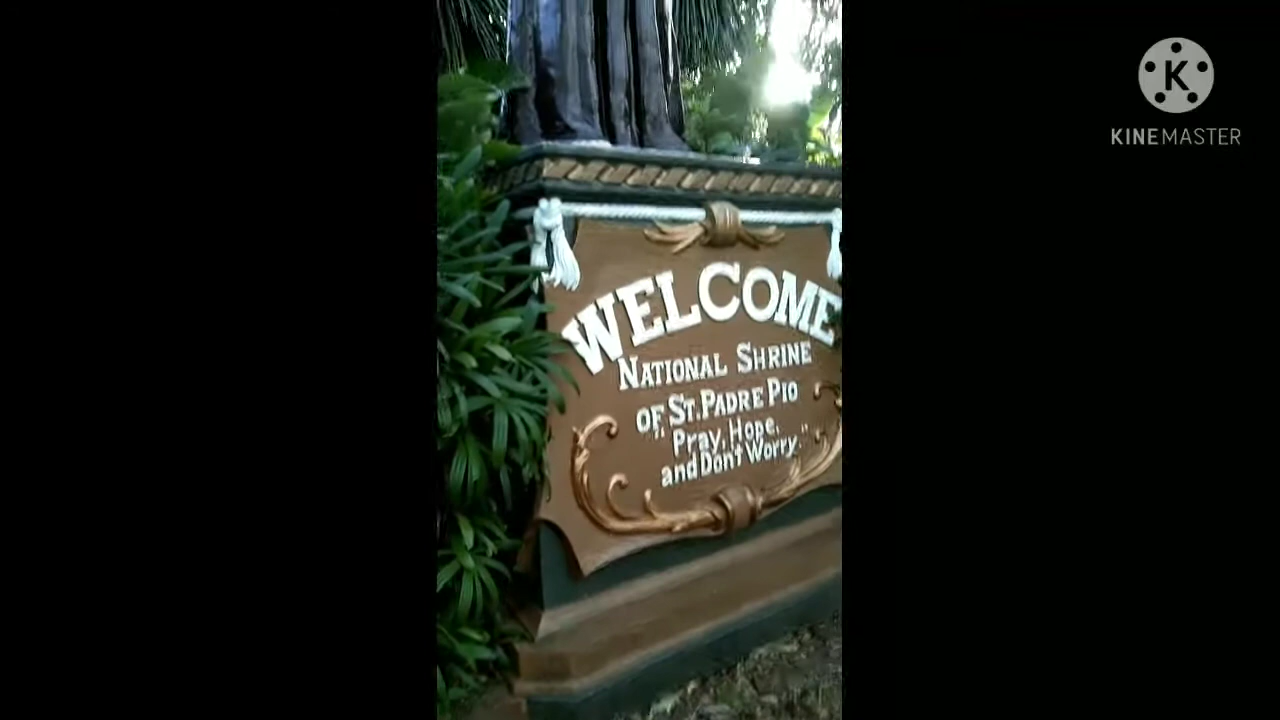 K
KINEMASTER
WELCOME
NATIONAL SHRINE
OF ST. PADRE PIO
"Pray, Hope,
and Don't Worry."